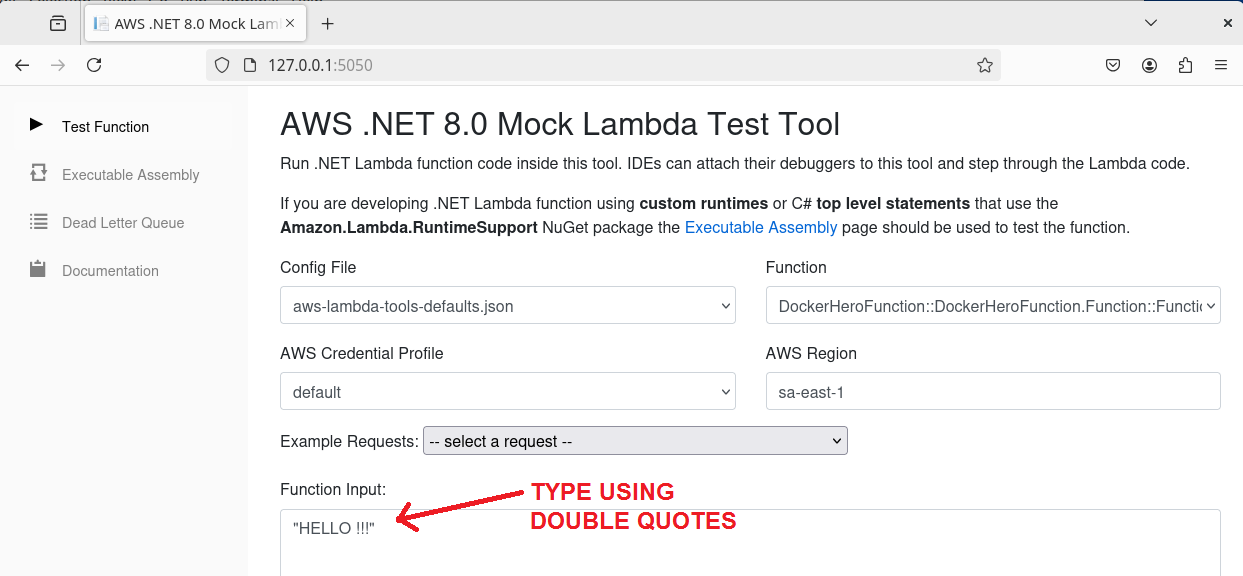 AWS .NET 8.0 Mock Lam
127.0.0.1:5050
Test Function
Executable Assembly
Dead Letter Queue
Documentation
AWS .NET 8.0 Mock Lambda Test Tool
Run .NET Lambda function code inside this tool. IDEs can attach their debuggers to this tool and step through the Lambda code.
If you are developing .NET Lambda function using custom runtimes or C# top level statements that use the
Amazon.Lambda.RuntimeSupport NuGet package the Executable Assembly page should be used to test the function.
Config File
Function
aws-lambda-tools-defaults.json
DockerHeroFunction::DockerHeroFunction.Function::Functi
AWS Credential Profile
AWS Region
default
sa-east-1
Example Requests: -- select a request --
Function Input:
TYPE USING
DOUBLE QUOTES
"HELLO !!!"